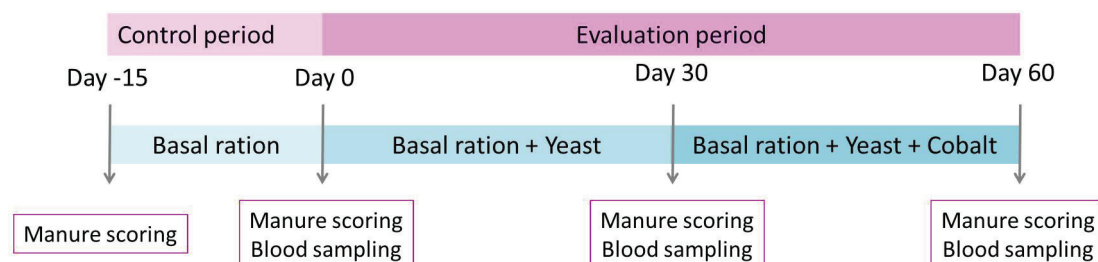 Control period
Evaluation period
Day -15
Day 0
Day 30
Day 60
Basal ration
Basal ration + Yeast
Basal ration + Yeast + Cobalt
Manure scoring
Manure scoring
Blood sampling
Manure scoring
Blood sampling
Manure scoring
Blood sampling